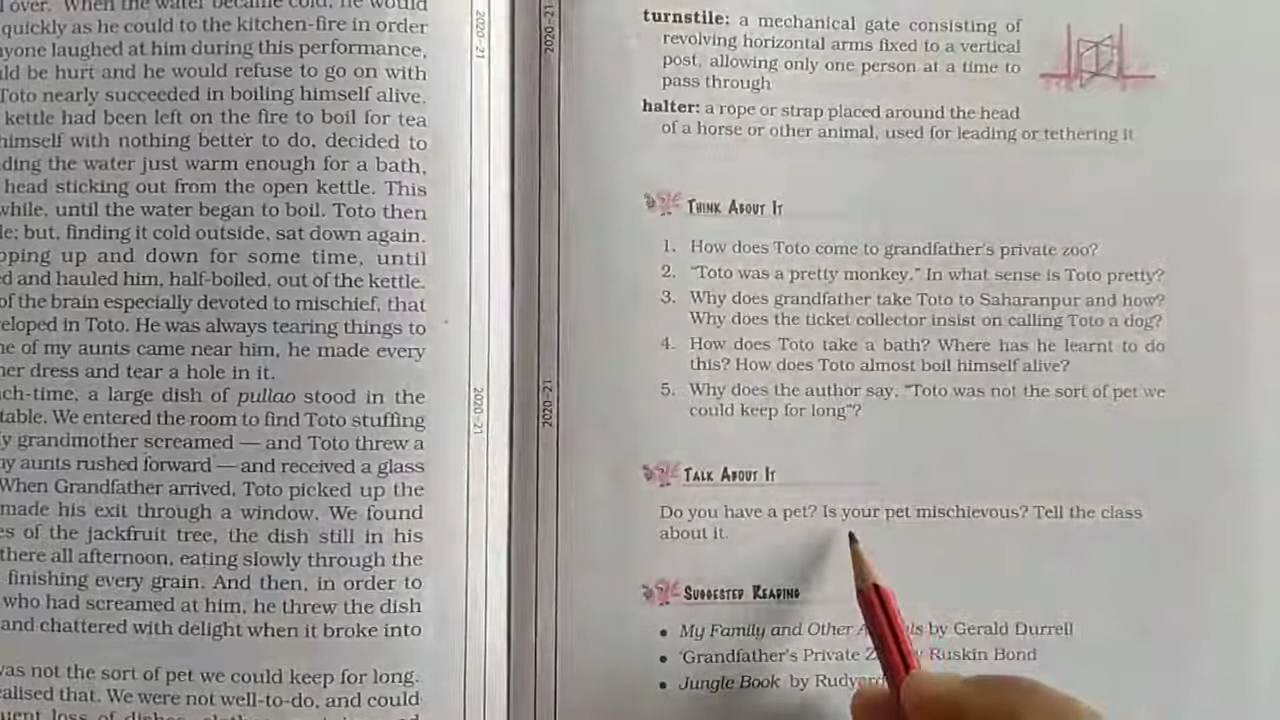 over. When the water became cold, he would
quickly as he could to the kitchen-fire in order
anyone laughed at him during this performance,
be hurt and he would refuse to go on with
Toto nearly succeeded in boiling himself alive.
kettle had been left on the fire to boil for tea
himself with nothing better to do, decided to
the water just warm enough for a bath,
head sticking out from the open kettle. This
while, until the water began to boil. Toto then
but, finding it cold outside, sat down again.
up and down for some time, until
and hauled him, half-boiled, out of the kettle.
of the brain especially devoted to mischief, that
in Toto. He was always tearing things to
of my aunts came near him, he made every
her dress and tear a hole in it.
a large dish of pullao stood in the
table. We entered the room to find Toto stuffing
grandmother screamed — and Toto threw a
my aunts rushed forward — and received a glass
When Grandfather arrived, Toto picked up the
made his exit through a window. We found
of the jackfruit tree, the dish still in his
there all afternoon, eating slowly through the
finishing every grain. And then, in order to
who had screamed at him, he threw the dish
and chattered with delight when it broke into
was not the sort of pet we could keep for long.
that. We were not well-to-do, and could
loss of dishes,
2020-21
2020-21
2020-21
2020-21
turnstile: a mechanical gate consisting of
revolving horizontal arms fixed to a vertical
post, allowing only one person at a time to
pass through
halter: a rope or strap placed around the head
of a horse or other animal, used for leading or tethering it
THINK ABOUT IT
1. How does Toto come to grandfather's private zoo?
2. "Toto was a pretty monkey." In what sense is Toto pretty?
3. Why does grandfather take Toto to Saharanpur and how?
Why does the ticket collector insist on calling Toto a dog?
4. How does Toto take a bath? Where has he learnt to do
this? How does Toto almost boil himself alive?
5. Why does the author say, "Toto was not the sort of pet we
could keep for long"?
TALK ABOUT IT
Do you have a pet? Is your pet mischievous? Tell the class
about it.
SUGGESTED READING
• My Family and Other by Gerald Durrell
• 'Grandfather's Private Ruskin Bond
• Jungle Book by